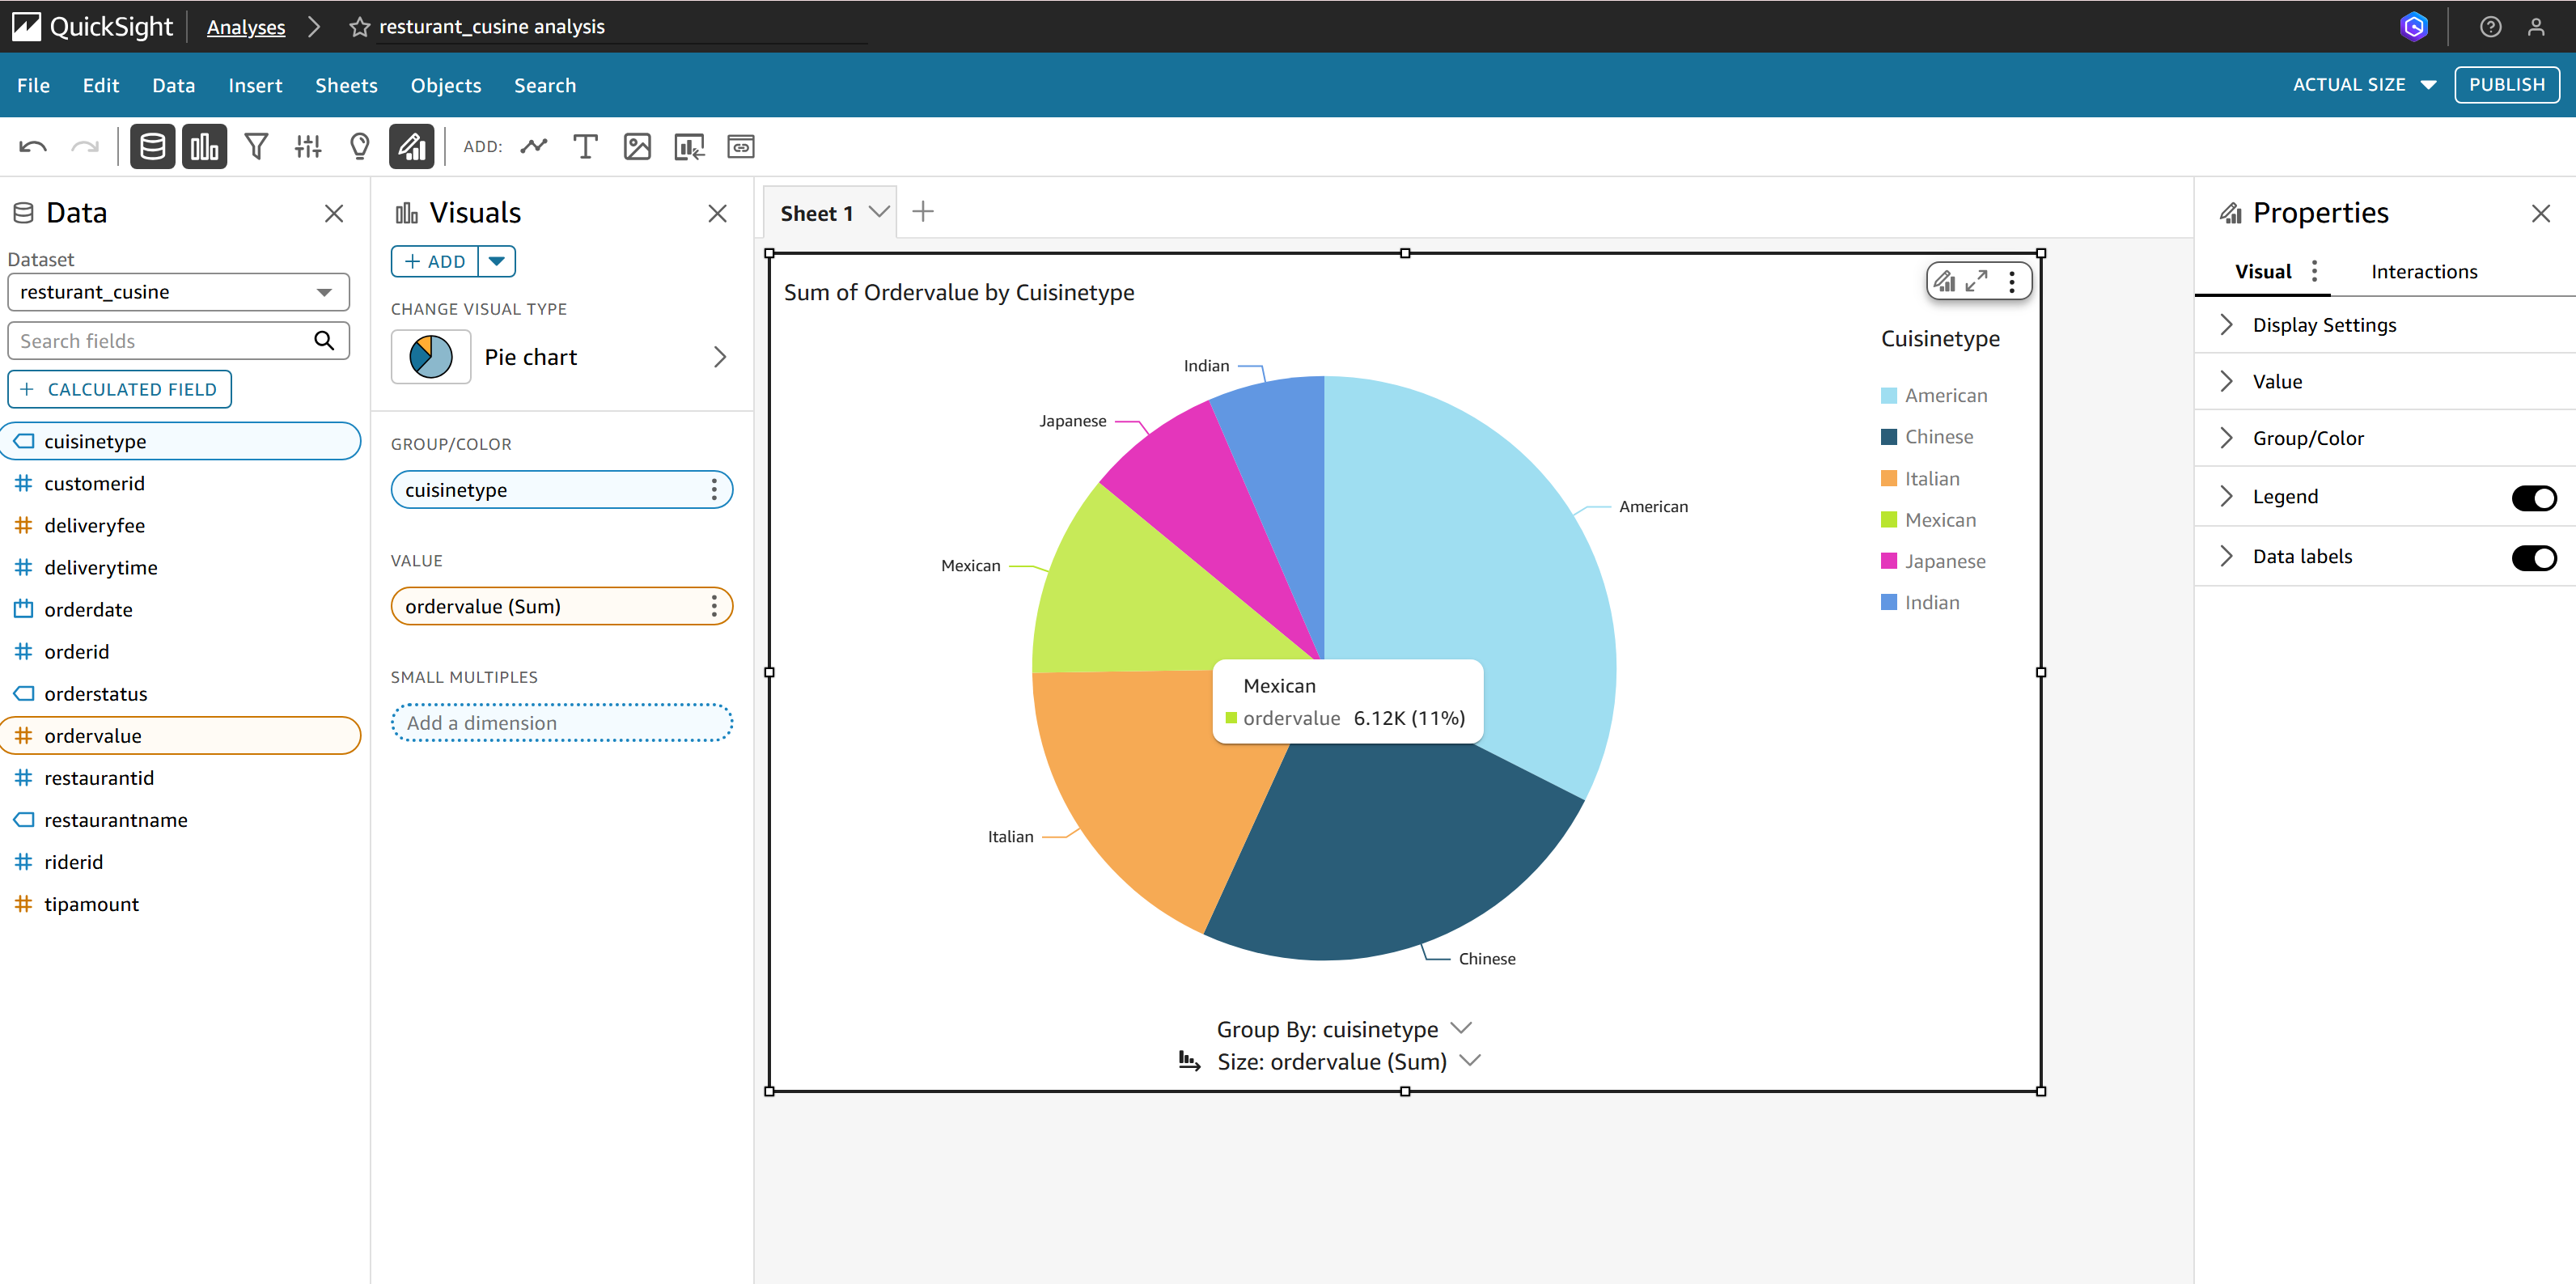 QuickSight
Analyses
resturant_cusine analysis
File
Edit
Data
Insert
Sheets
Objects
Search
ACTUAL SIZE
PUBLISH
ADD:
Data
Dataset
resturant_cusine
Search fields
+ CALCULATED FIELD
cuisinetype
customerid
deliveryfee
deliverytime
orderdate
orderid
orderstatus
ordervalue
restaurantid
restaurantname
riderid
tipamount
Visuals
+ ADD
CHANGE VISUAL TYPE
Pie chart
GROUP/COLOR
cuisinetype
VALUE
ordervalue (Sum)
SMALL MULTIPLES
Add a dimension
Sheet 1
Sum of Ordervalue by Cuisinetype
Indian
Japanese
American
Mexican
Italian
Chinese
Mexican
ordervalue 6.12K (11%)
Cuisinetype
American
Chinese
Italian
Mexican
Japanese
Indian
Group By: cuisinetype
Size: ordervalue (Sum)
Properties
Visual
Interactions
Display Settings
Value
Group/Color
Legend
Data labels